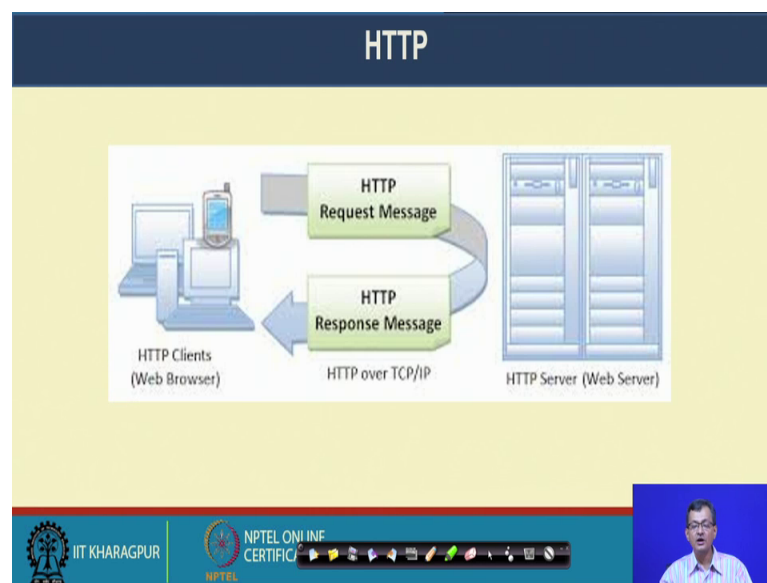 HTTP
HTTP
Request Message
HTTP
Response Message
HTTP Clients
(Web Browser)
HTTP over TCP/IP
HTTP Server (Web Server)
IIT KHARAGPUR
NPTEL
NPTEL ONLINE
CERTIFICA